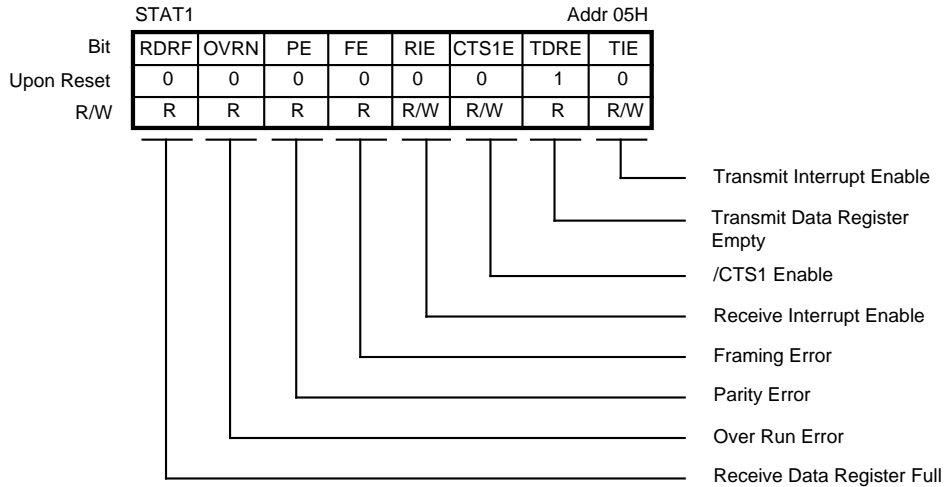 STAT1 Addr 05H
Bit RDRF OVRN PE FE RIE CTS1E TDRE TIE
Upon Reset 0 0 0 0 0 0 1 0
R/W R R R R R/W R/W R R/W
Transmit Interrupt Enable
Transmit Data Register
Empty
/CTS1 Enable
Receive Interrupt Enable
Framing Error
Parity Error
Over Run Error
Receive Data Register Full